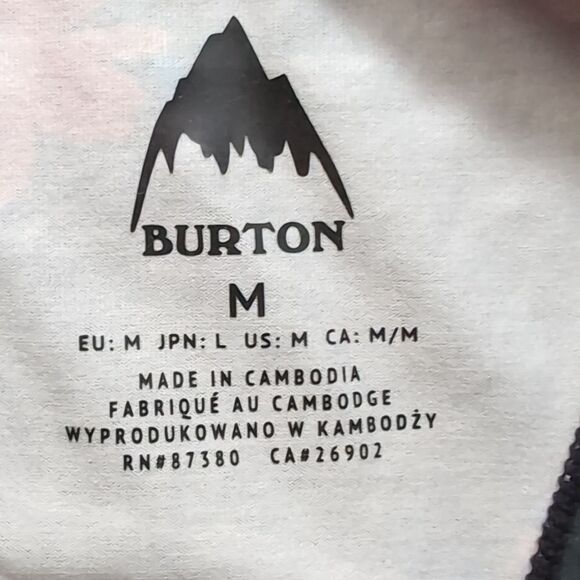 BURTON
M
EU: M JPN: L US: M CA: M/M
MADE IN CAMBODIA
FABRIQUÉ AU CAMBODGE
WYPRODUKOWANO W KAMBODŻY
RN#87380 CA#26902